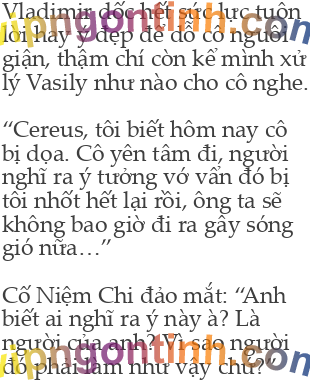 Vladimir dốc hết sức lực tuôn
lời hay ý đẹp để dỗ cô nguôi
giận, thậm chí còn kể mình xử
lý Vasily như nào cho cô nghe.
“Cereus, tôi biết hôm nay cô
bị dọa. Cô yên tâm đi, người
nghĩ ra ý tưởng vớ vẩn đó bị
tôi nhốt hết lại rồi, ông ta sẽ
không bao giờ đi ra gây sóng
gió nữa…”
Cố Niệm Chi đảo mắt: “Anh
biết ai nghĩ ra ý này à? Là
người của anh? Vì sao người
đó phải làm như vậy chứ?”
vipngontinh.com
vipngontinh.com